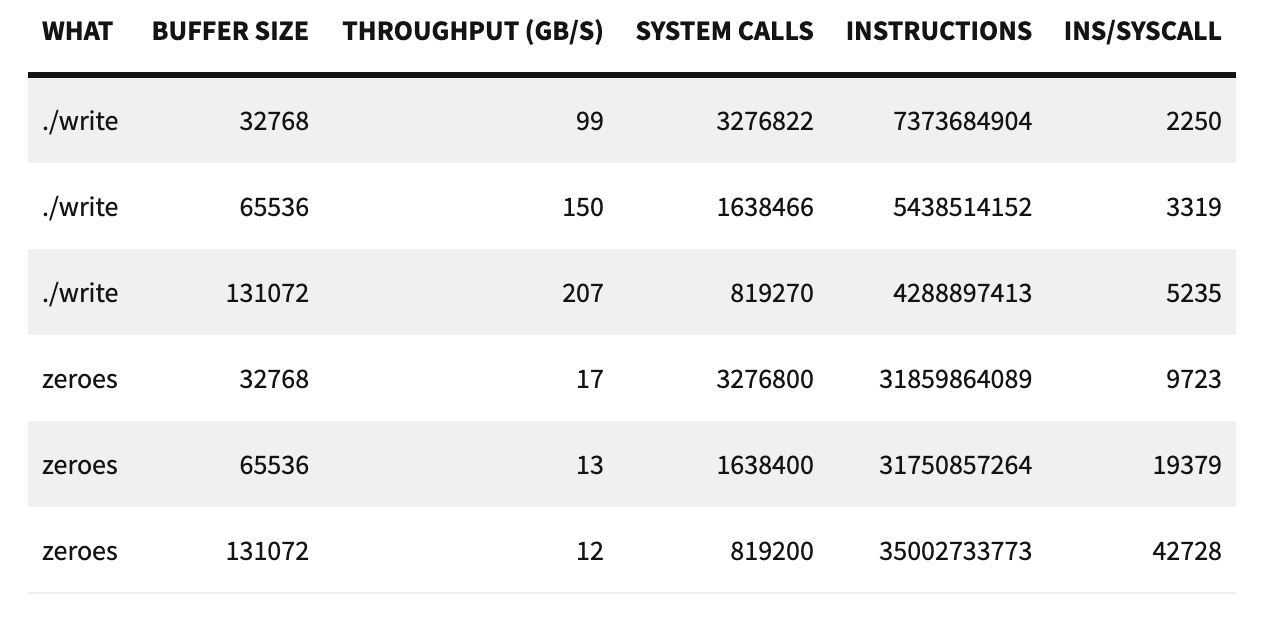 WHAT BUFFER SIZE THROUGHPUT (GB/S) SYSTEM CALLS INSTRUCTIONS INS/SYSCALL
./write 32768 99 3276822 7373684904 2250
./write 65536 150 1638466 5438514152 3319
./write 131072 207 819270 4288897413 5235
zeroes 32768 17 3276800 31859864089 9723
zeroes 65536 13 1638400 31750857264 19379
zeroes 131072 12 819200 35002733773 42728